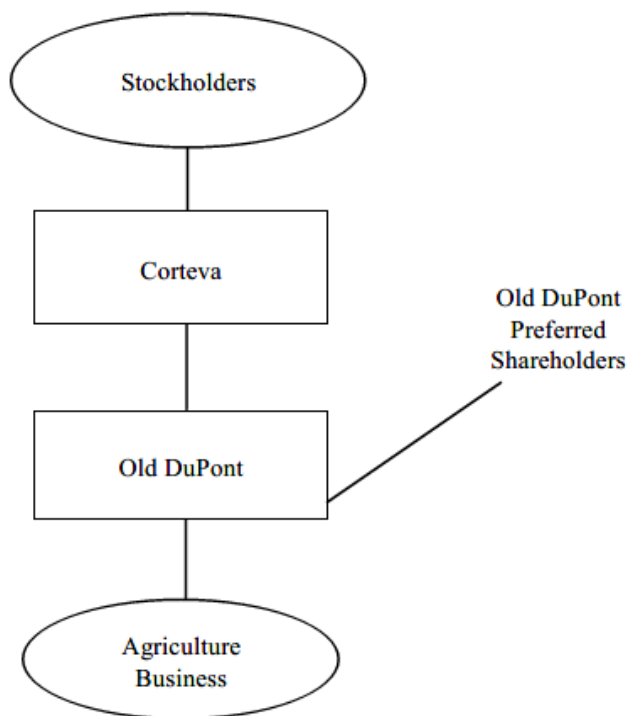 Stockholders
Corteva
Old DuPont
Preferred
Shareholders
Old DuPont
Agriculture
Business